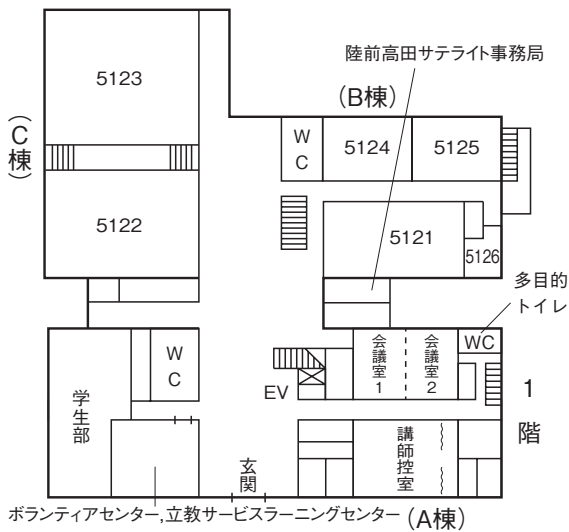 陸前高田サテライト事務局
5123
(B棟)
(C棟)
WC
5124
5125
5122
5121
5126
多目的
トイレ
WC
会議室1
会議室2
WC
EV
学生部
1階
講師控室
玄関
ボランティアセンター,立教サービスラーニングセンター
(A棟)